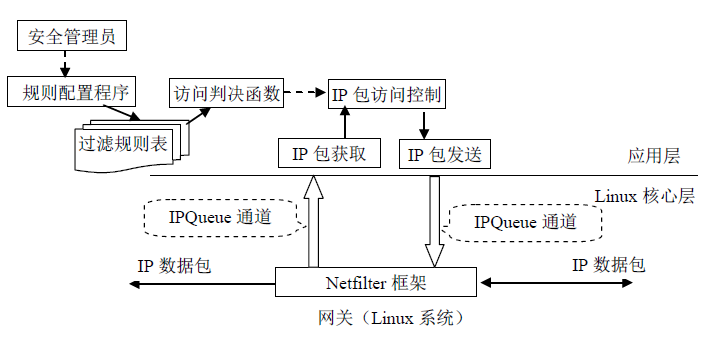 安全管理员
规则配置程序
访问判决函数
IP 包访问控制
过滤规则表
IP 包获取
IP 包发送
应用层
Linux 核心层
IPQueue 通道
IPQueue 通道
IP 数据包
IP 数据包
Netfilter 框架
网关（Linux 系统）